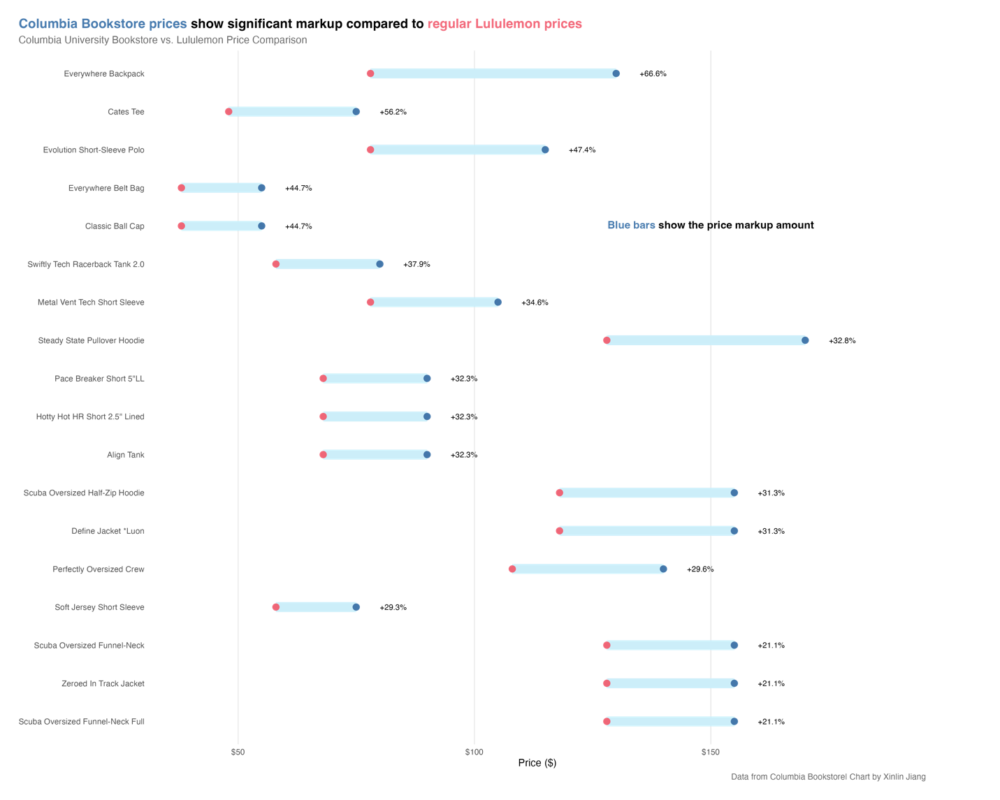 Columbia Bookstore prices show significant markup compared to regular Lululemon prices
Columbia University Bookstore vs. Lululemon Price Comparison
Everywhere Backpack +66.6%
Cates Tee +56.2%
Evolution Short-Sleeve Polo +47.4%
Everywhere Belt Bag +44.7%
Classic Ball Cap +44.7%
Blue bars show the price markup amount
Swiftly Tech Racerback Tank 2.0 +37.9%
Metal Vent Tech Short Sleeve +34.6%
Steady State Pullover Hoodie +32.8%
Pace Breaker Short 5"LL +32.3%
Hotty Hot HR Short 2.5" Lined +32.3%
Align Tank +32.3%
Scuba Oversized Half-Zip Hoodie +31.3%
Define Jacket *Luon +31.3%
Perfectly Oversized Crew +29.6%
Soft Jersey Short Sleeve +29.3%
Scuba Oversized Funnel-Neck +21.1%
Zeroed In Track Jacket +21.1%
Scuba Oversized Funnel-Neck Full +21.1%
$50 $100 $150
Price ($)
Data from Columbia Bookstorel Chart by Xinlin Jiang